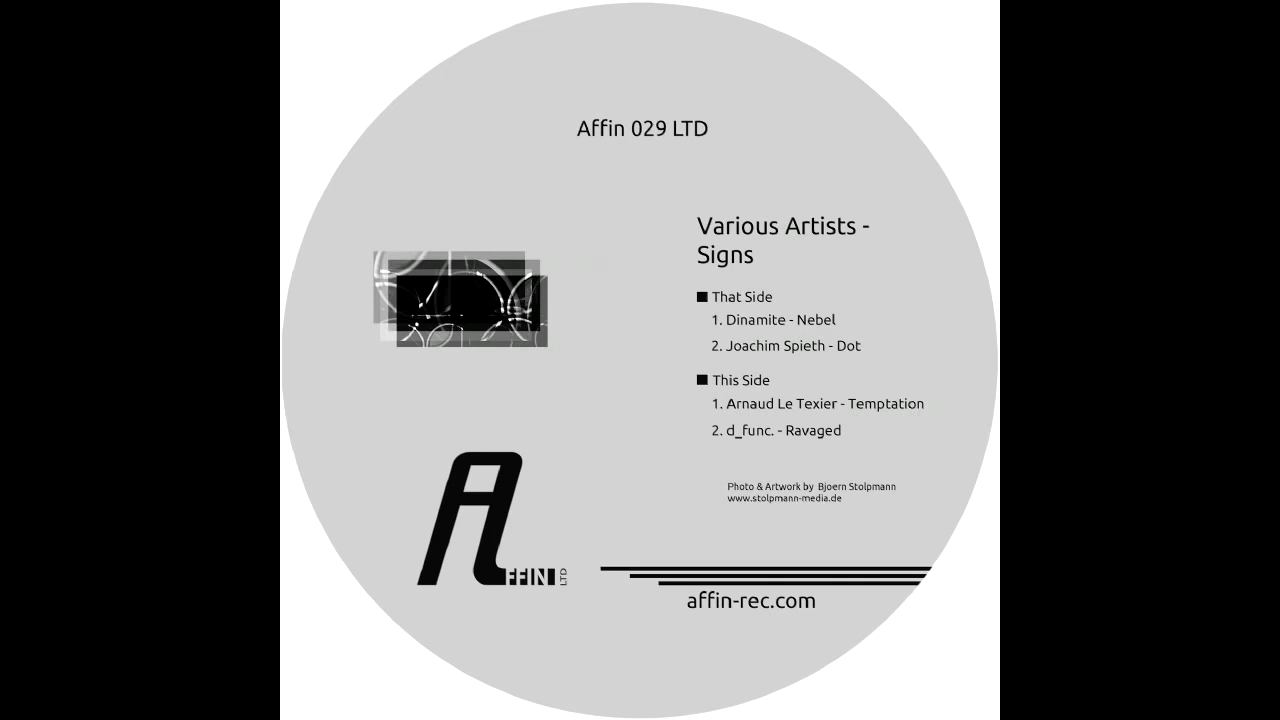 Affin 029 LTD
Various Artists -
Signs
That Side
1. Dinamite - Nebel
2. Joachim Spieth - Dot
This Side
1. Arnaud Le Texier - Temptation
2. d_func. - Ravaged
Photo & Artwork by Bjoern Stolpmann
www.stolpmann-media.de
AFFIN LTD
affin-rec.com